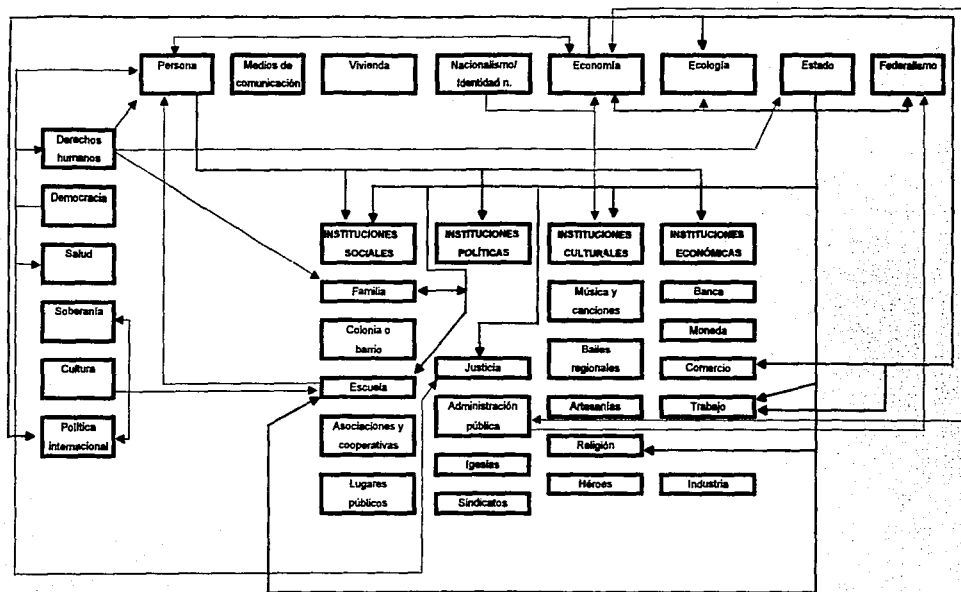 Persona
Medios de
comunicación
Vivienda
Nacionalismo/
Identidad n.
Economía
Ecología
Estado
Federalismo
Derechos
humanos
Democracia
Salud
Soberanía
Cultura
Política
internacional
INSTITUCIONES
SOCIALES
Familia
Colonia o
barrio
Escuela
Asociaciones y
cooperativas
Lugares
públicos
INSTITUCIONES
POLÍTICAS
Justicia
Administración
pública
Iglesias
Sindicatos
INSTITUCIONES
CULTURALES
Música y
canciones
Bailes
regionales
Artesanías
Religión
Héroes
INSTITUCIONES
ECONÓMICAS
Banca
Moneda
Comercio
Trabajo
Industria